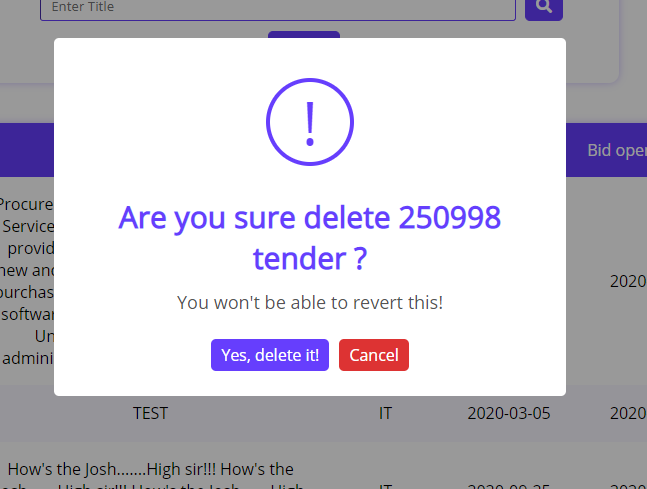 Enter Title
Bid oper
!
Are you sure delete 250998
tender ?
You won't be able to revert this!
Yes, delete it!
Cancel
Procure
Service
provid
new and
purchas
softwar
Un
admini
2020
TEST IT 2020-03-05 2020
How's the Josh.......High sir!!! How's the